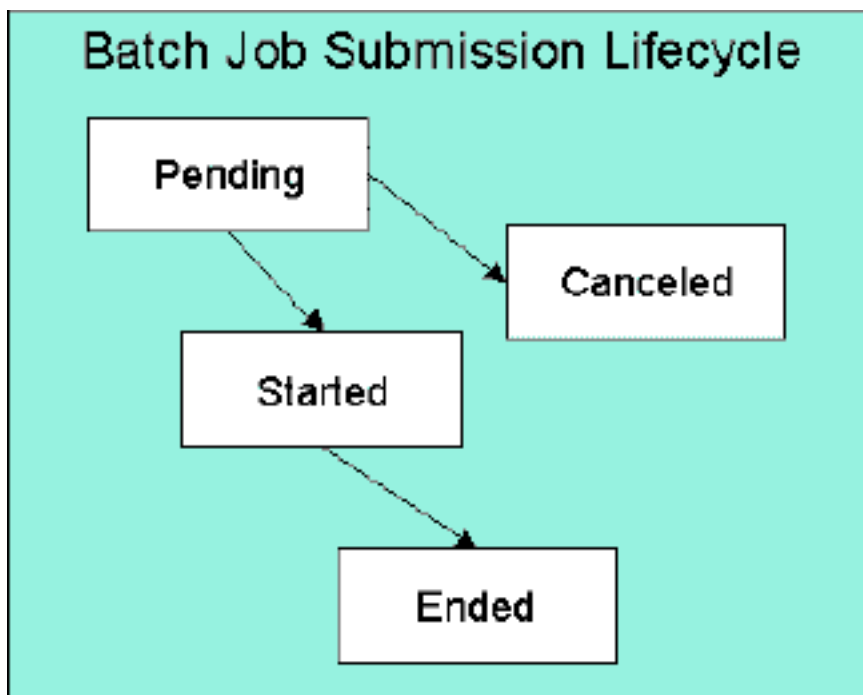 Batch Job Submission Lifecycle
Pending
Canceled
Started
Ended